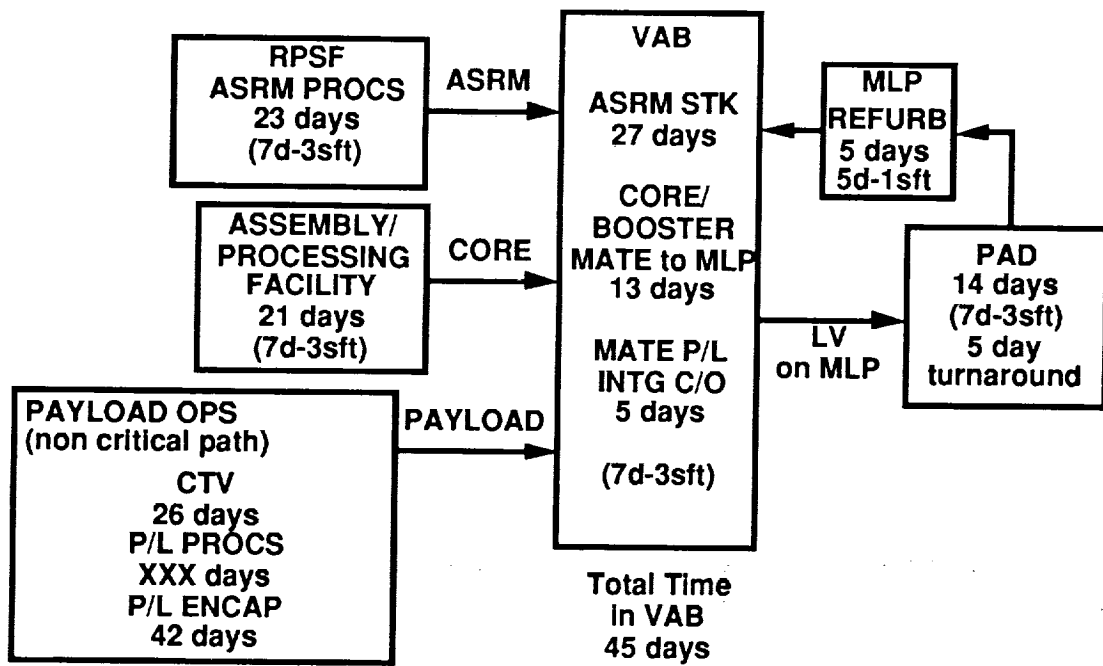 RPSF
ASRM PROCS
23 days
(7d-3sft)
ASRM
ASSEMBLY/
PROCESSING
FACILITY
21 days
(7d-3sft)
CORE
PAYLOAD OPS
(non critical path)
CTV
26 days
P/L PROCS
XXX days
P/L ENCAP
42 days
PAYLOAD
VAB
ASRM STK
27 days
CORE/
BOOSTER
MATE to MLP
13 days
MATE P/L
INTG C/O
5 days
(7d-3sft)
Total Time
in VAB
45 days
LV
on MLP
MLP
REFURB
5 days
5d-1sft
PAD
14 days
(7d-3sft)
5 day
turnaround